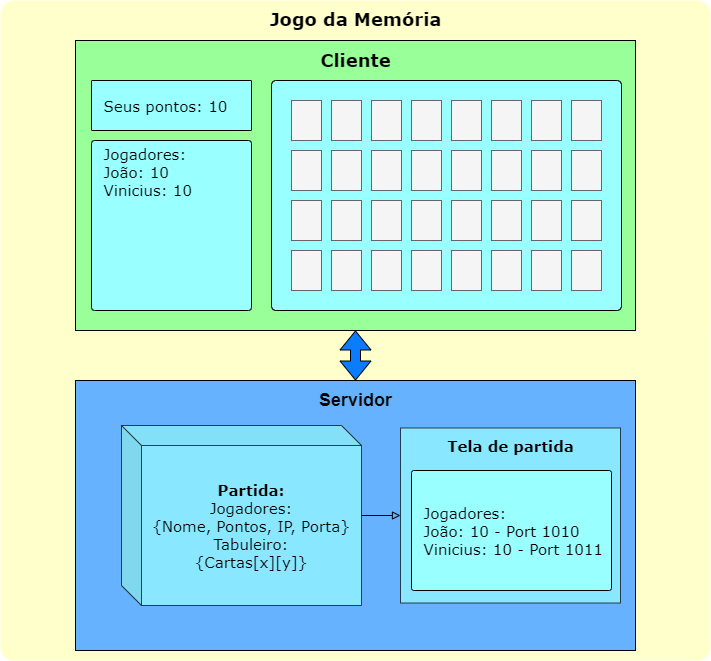 Jogo da Memória
Cliente
Seus pontos: 10
Jogadores:
João: 10
Vinicius: 10
Servidor
Partida:
Jogadores:
{Nome, Pontos, IP, Porta}
Tabuleiro:
{Cartas[x][y]}
Tela de partida
Jogadores:
João: 10 - Port 1010
Vinicius: 10 - Port 1011